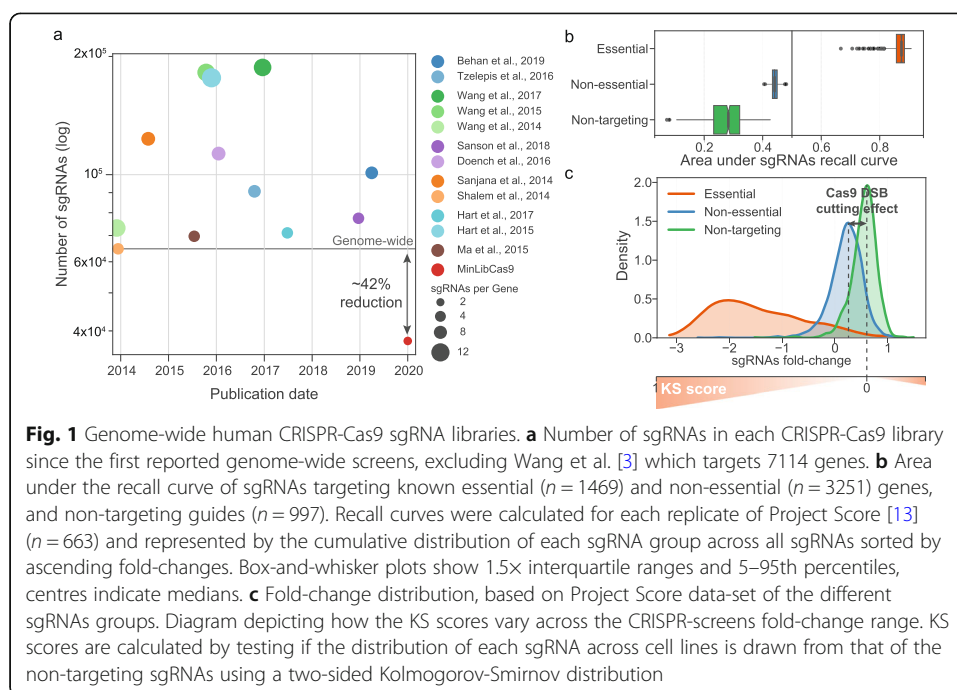 a
2x10⁵
10⁵
6x10⁴
4x10⁴
Number of sgRNAs (log)
Genome-wide
~42%
reduction
2014 2015 2016 2017 2018 2019 2020
Publication date
Behan et al., 2019
Tzelepis et al., 2016
Wang et al., 2017
Wang et al., 2015
Wang et al., 2014
Sanson et al., 2018
Doench et al., 2016
Sanjana et al., 2014
Shalem et al., 2014
Hart et al., 2017
Hart et al., 2015
Ma et al., 2015
MinLibCas9
sgRNAs per Gene
2
4
8
12
b
Essential
Non-essential
Non-targeting
0.2 0.4 0.6 0.8
Area under sgRNAs recall curve
c
2.0
1.5
1.0
0.5
0.0
Density
Essential
Non-essential
Non-targeting
Cas9 DSB
cutting effect
−3 −2 −1 0 1
sgRNAs fold-change
1 KS score 0
Fig. 1 Genome-wide human CRISPR-Cas9 sgRNA libraries. a Number of sgRNAs in each CRISPR-Cas9 library
since the first reported genome-wide screens, excluding Wang et al. [3] which targets 7114 genes. b Area
under the recall curve of sgRNAs targeting known essential (n = 1469) and non-essential (n = 3251) genes,
and non-targeting guides (n = 997). Recall curves were calculated for each replicate of Project Score [13]
(n = 663) and represented by the cumulative distribution of each sgRNA group across all sgRNAs sorted by
ascending fold-changes. Box-and-whisker plots show 1.5× interquartile ranges and 5–95th percentiles,
centres indicate medians. c Fold-change distribution, based on Project Score data-set of the different
sgRNAs groups. Diagram depicting how the KS scores vary across the CRISPR-screens fold-change range. KS
scores are calculated by testing if the distribution of each sgRNA across cell lines is drawn from that of the
non-targeting sgRNAs using a two-sided Kolmogorov-Smirnov distribution